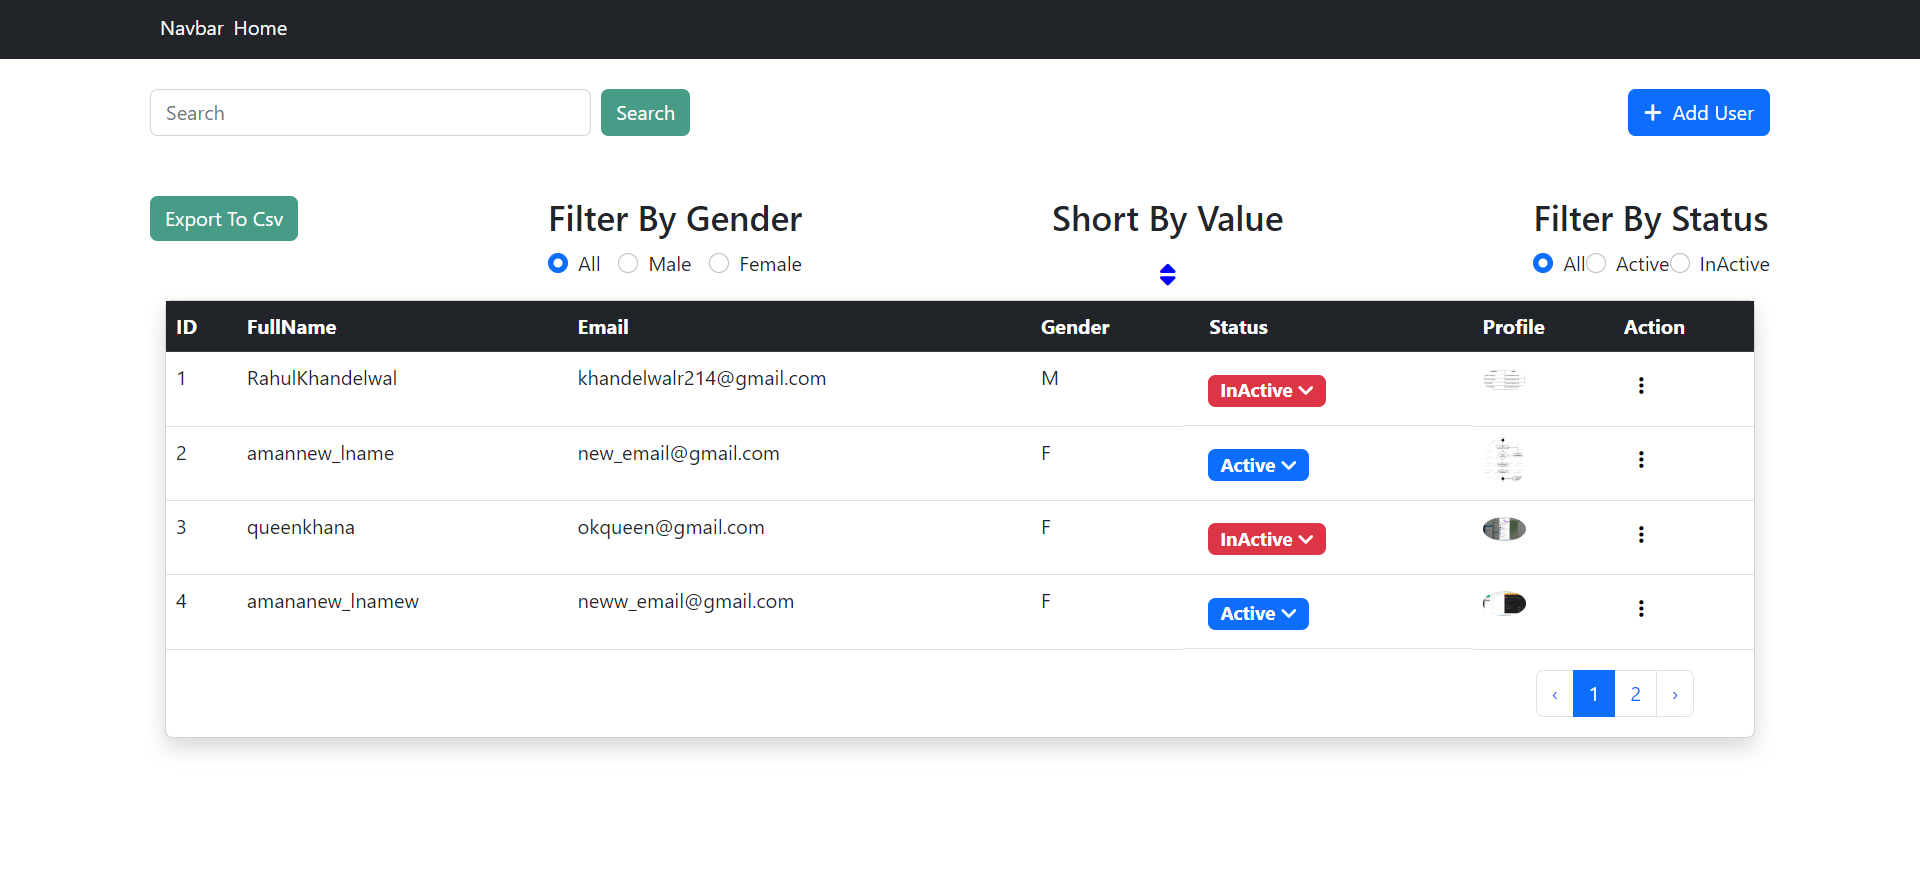 Navbar Home
Search Search + Add User
Export To Csv Filter By Gender Short By Value Filter By Status
All Male Female All Active InActive
ID FullName Email Gender Status Profile Action
1 RahulKhandelwal khandelwalr214@gmail.com M InActive
2 amannew_lname new_email@gmail.com F Active
3 queenkhana okqueen@gmail.com F InActive
4 amananew_lnamew neww_email@gmail.com F Active
‹ 1 2 ›